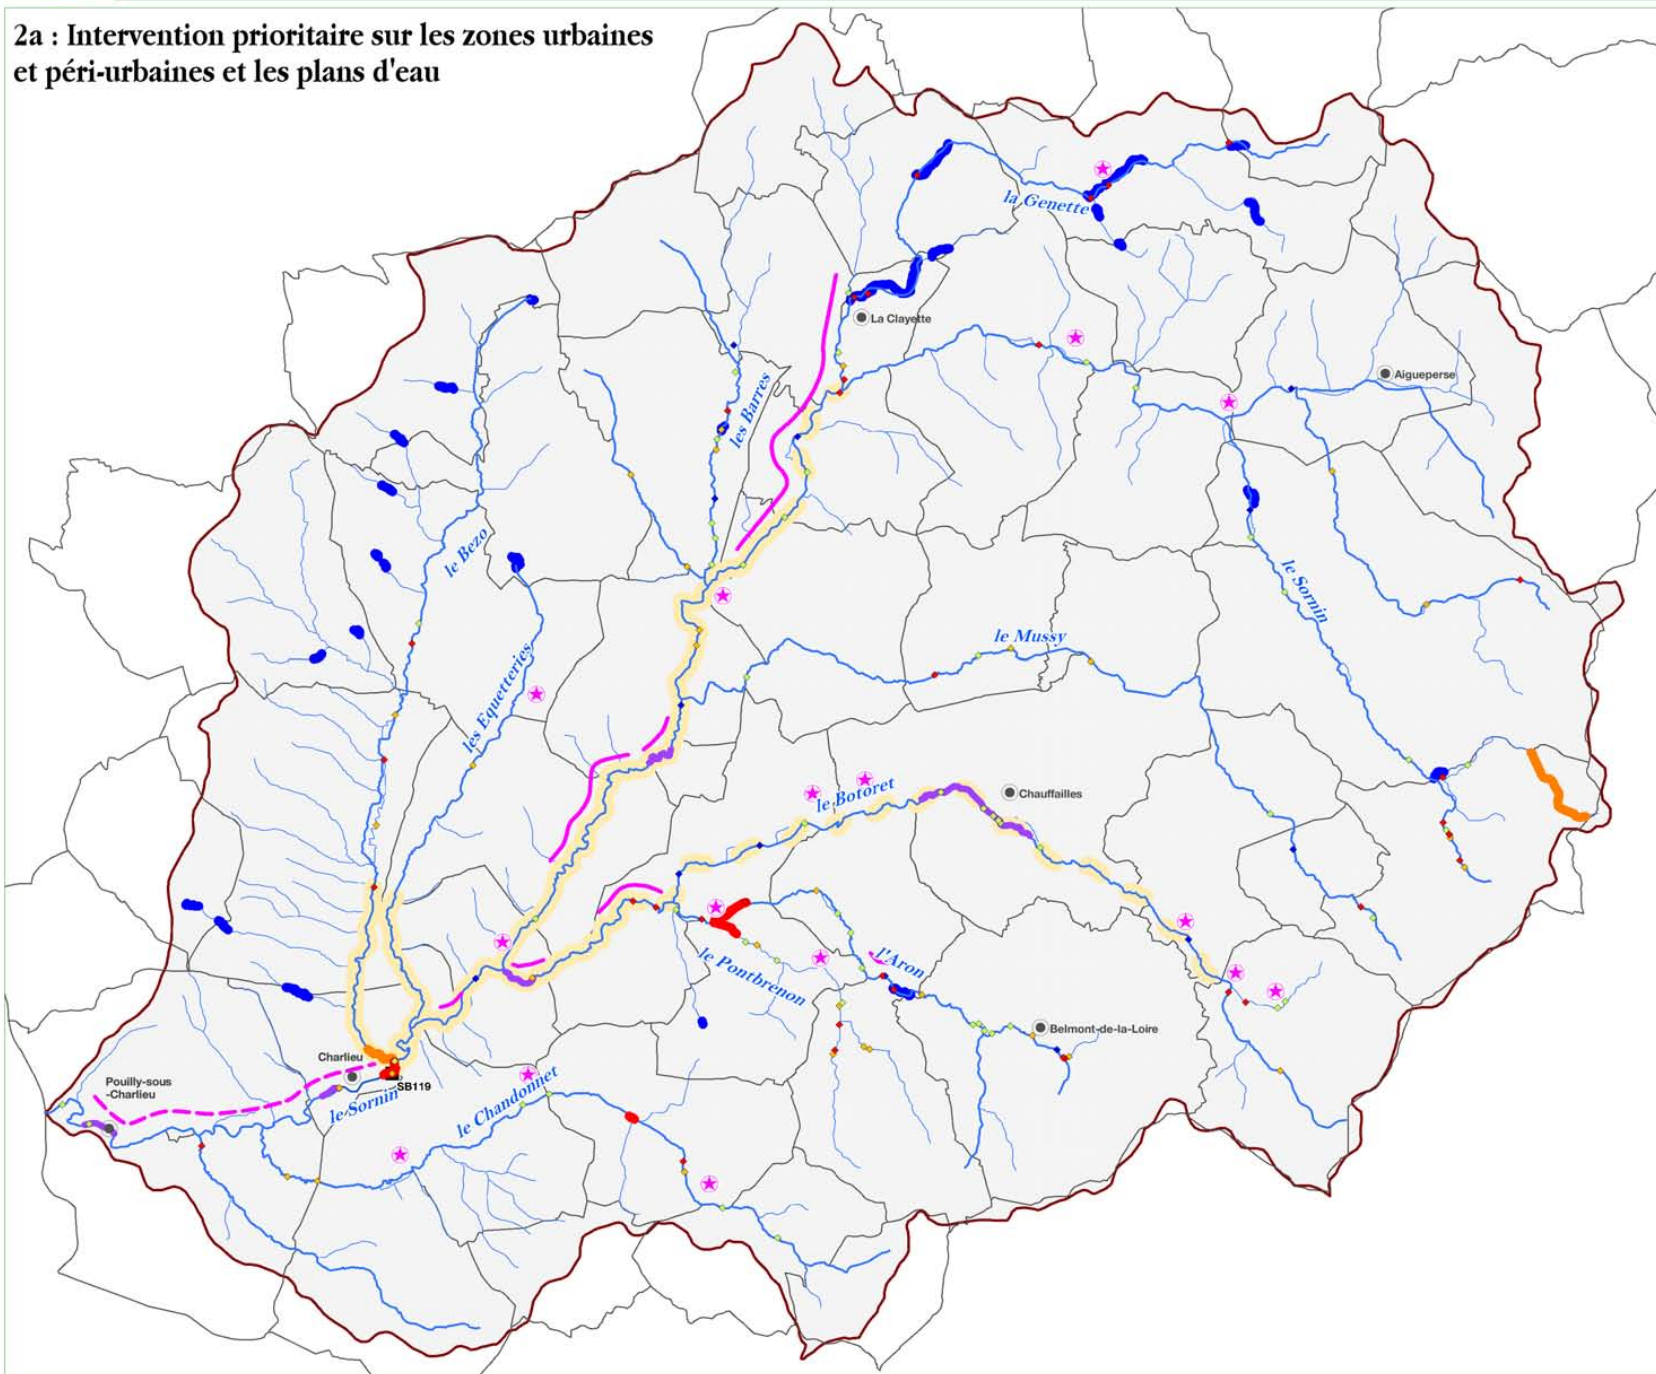 2a : Intervention prioritaire sur les zones urbaines
et péri-urbaines et les plans d'eau
la Genette
La Clayette
Aigueperse
les Barres
le Bezo
le Sornin
le Mussy
les Equetteries
le Botoret
Chauffailles
l'Aron
le Pontbrenon
Belmont-de-la-Loire
Charlieu
Pouilly-sous
-Charlieu
SB119
le Sornin
le Chandonnet